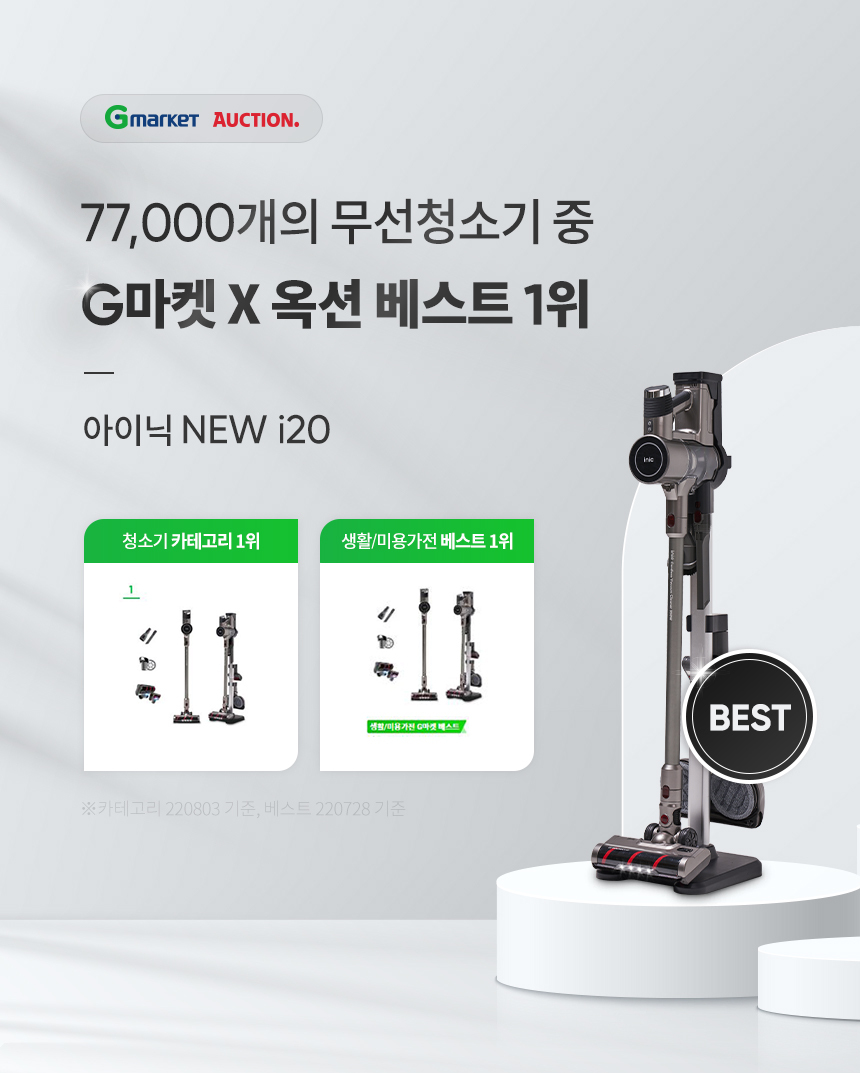 Gmarket AUCTION.
77,000개의 무선청소기 중
G마켓 X 옥션 베스트 1위
아이닉 NEW i20
청소기 카테고리 1위
생활/미용가전 베스트 1위
1
생활/미용가전 G마켓 베스트
※카테고리 220803 기준, 베스트 220728 기준
inic
BEST